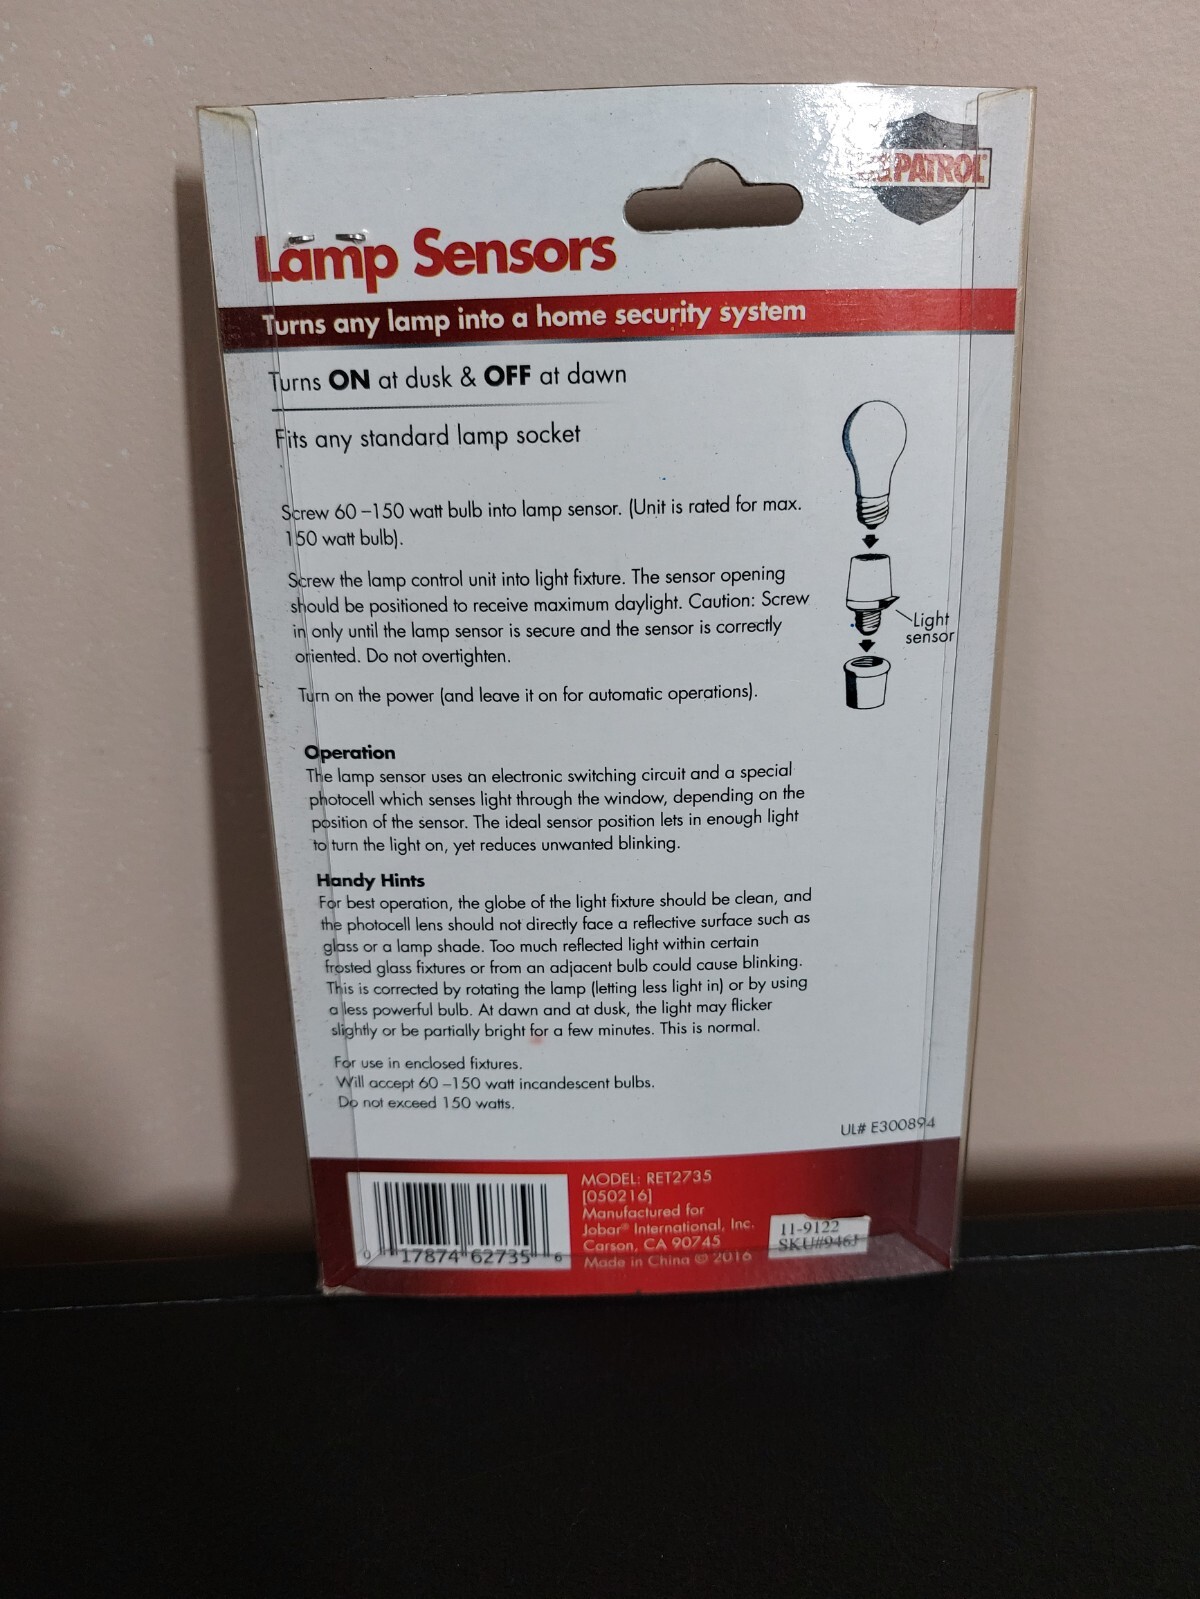 PATROL
Lamp Sensors
Turns any lamp into a home security system
Turns ON at dusk & OFF at dawn
Fits any standard lamp socket
Screw 60 –150 watt bulb into lamp sensor. (Unit is rated for max.
150 watt bulb).
Screw the lamp control unit into light fixture. The sensor opening
should be positioned to receive maximum daylight. Caution: Screw
in only until the lamp sensor is secure and the sensor is correctly
oriented. Do not overtighten.
Turn on the power (and leave it on for automatic operations).
Light
sensor
Operation
The lamp sensor uses an electronic switching circuit and a special
photocell which senses light through the window, depending on the
position of the sensor. The ideal sensor position lets in enough light
to turn the light on, yet reduces unwanted blinking.
Handy Hints
For best operation, the globe of the light fixture should be clean, and
the photocell lens should not directly face a reflective surface such as
glass or a lamp shade. Too much reflected light within certain
frosted glass fixtures or from an adjacent bulb could cause blinking.
This is corrected by rotating the lamp (letting less light in) or by using
a less powerful bulb. At dawn and at dusk, the light may flicker
slightly or be partially bright for a few minutes. This is normal.
For use in enclosed fixtures.
Will accept 60 –150 watt incandescent bulbs.
Do not exceed 150 watts.
UL# E300894
MODEL: RET2735
[050216]
Manufactured for
Jobar® International, Inc.
Carson, CA 90745
Made in China © 2016
0 17874 62735 6
11-9122